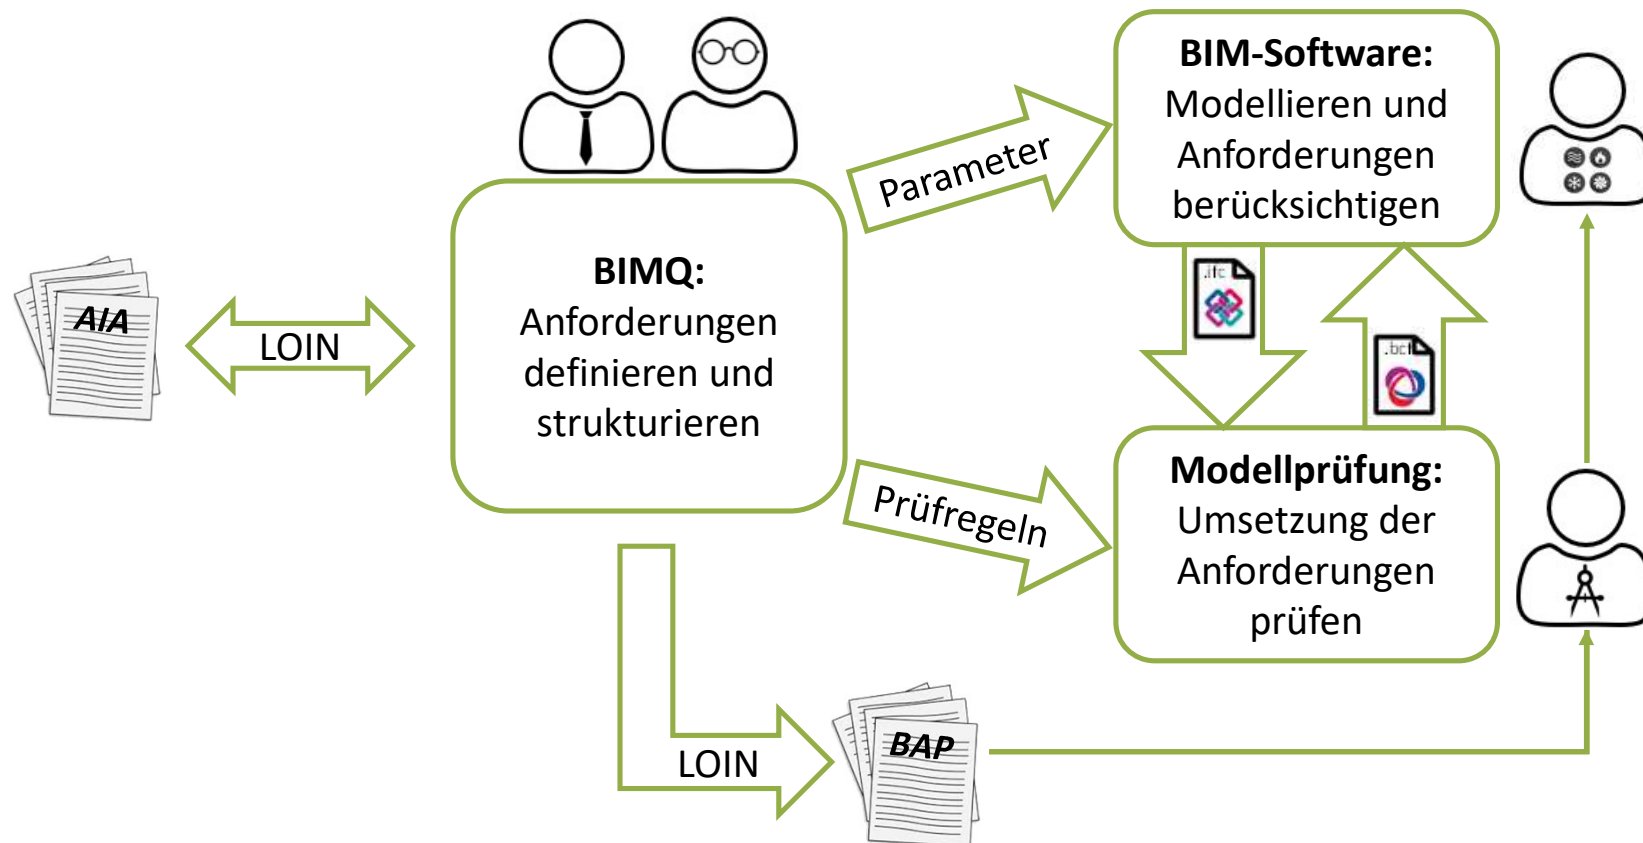 BIM-Software:
Modellieren und
Anforderungen
berücksichtigen
Parameter
.ifc
.bcf
BIMQ:
Anforderungen
definieren und
strukturieren
AIA
LOIN
Prüfregeln
Modellprüfung:
Umsetzung der
Anforderungen
prüfen
LOIN
BAP